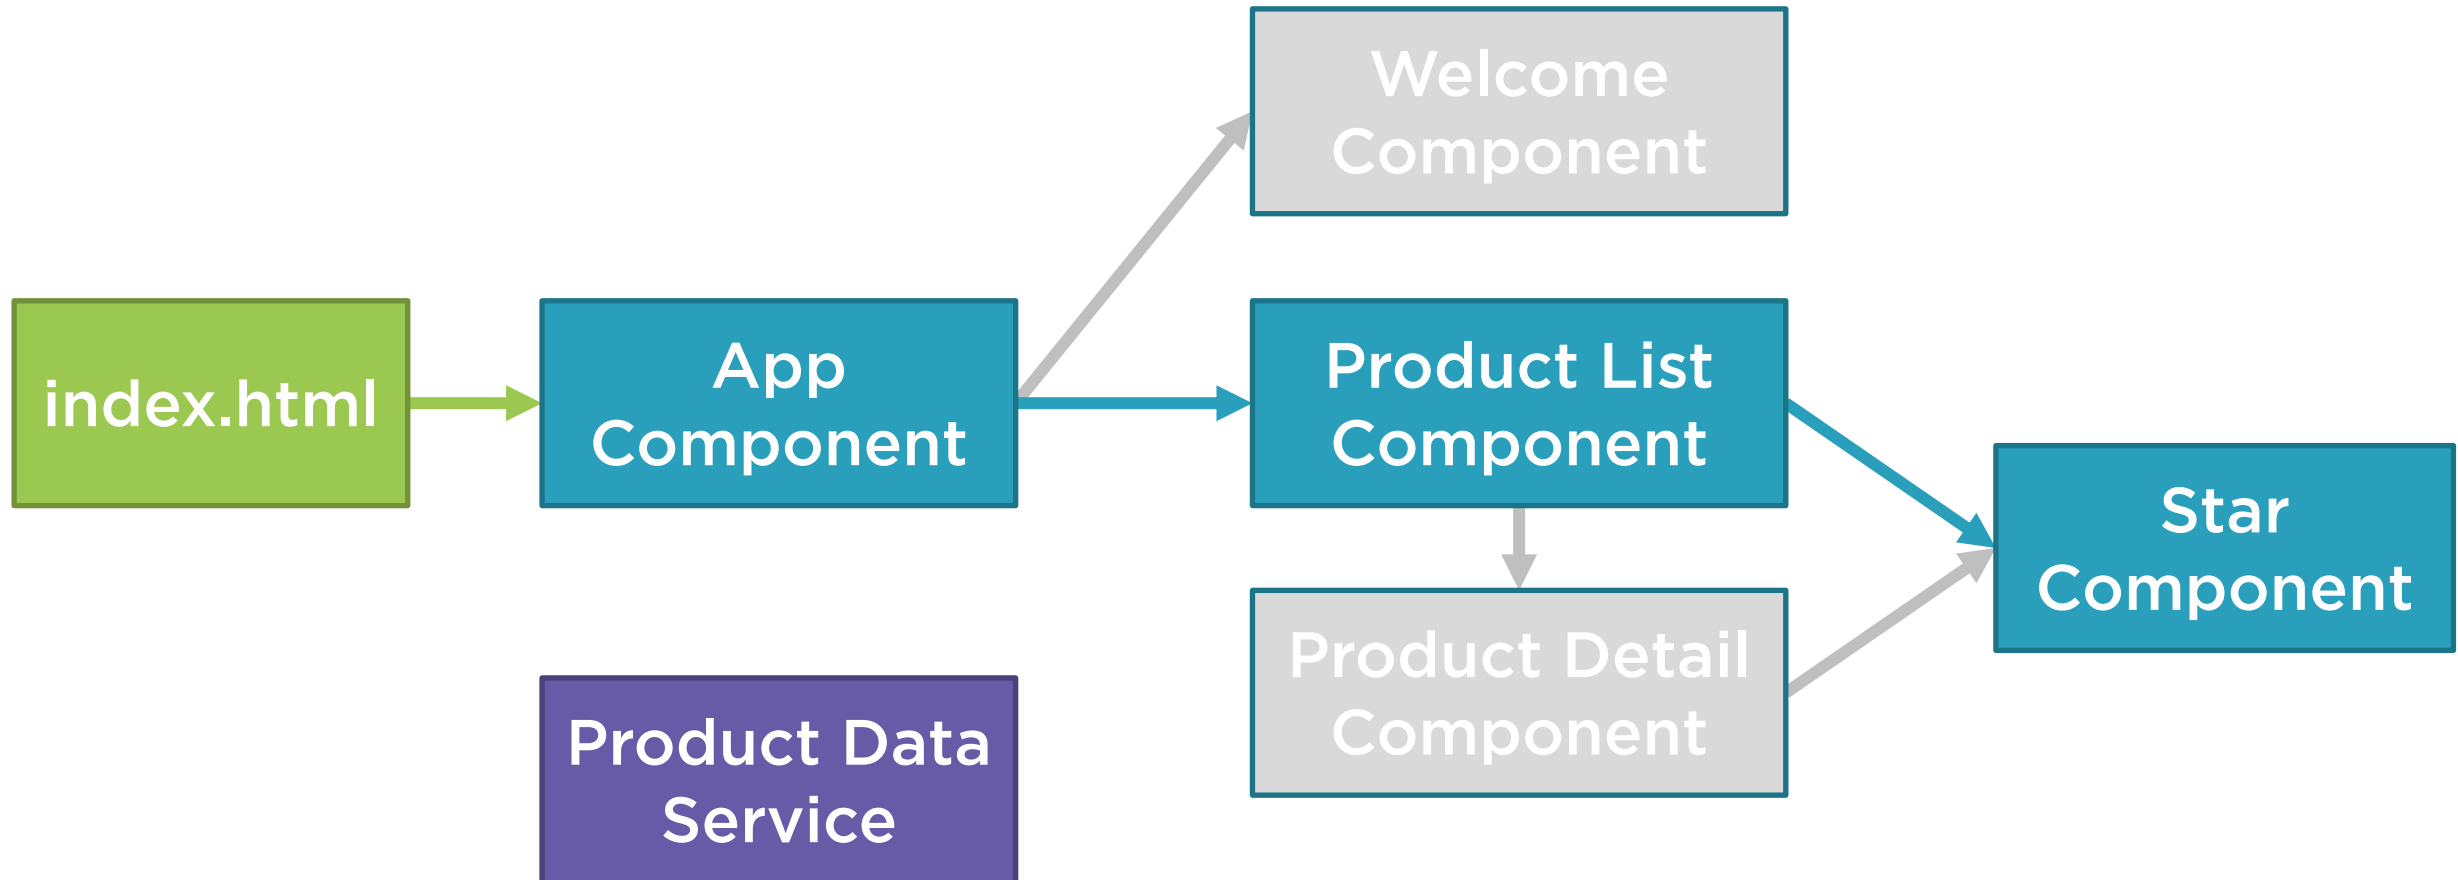 Welcome
Component
index.html
App
Component
Product List
Component
Star
Component
Product Detail
Component
Product Data
Service